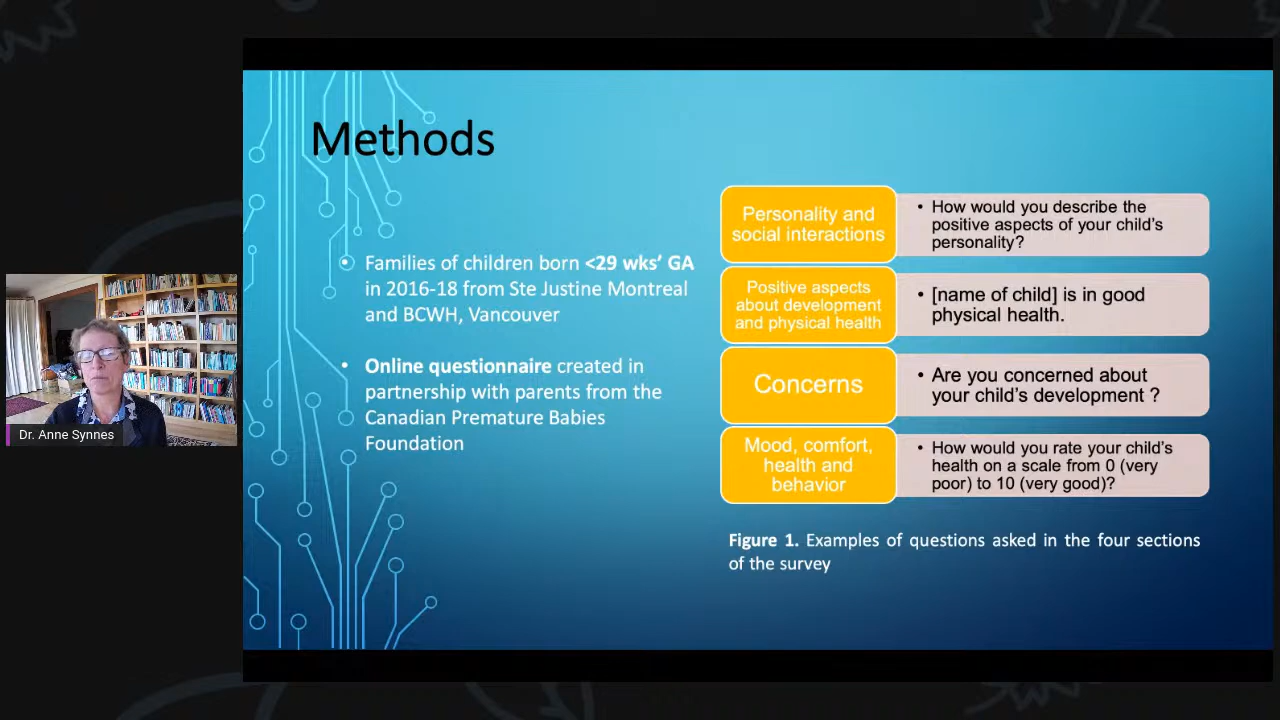 Methods
• Families of children born <29 wks' GA
in 2016-18 from Ste Justine Montreal
and BCWH, Vancouver
• Online questionnaire created in
partnership with parents from the
Canadian Premature Babies
Foundation
Personality and
social interactions
• How would you describe the
positive aspects of your child's
personality?
Positive aspects
about development
and physical health
• [name of child] is in good
physical health.
Concerns
• Are you concerned about
your child's development ?
Mood, comfort,
health and
behavior
• How would you rate your child's
health on a scale from 0 (very
poor) to 10 (very good)?
Figure 1. Examples of questions asked in the four sections
of the survey
Dr. Anne Synnes